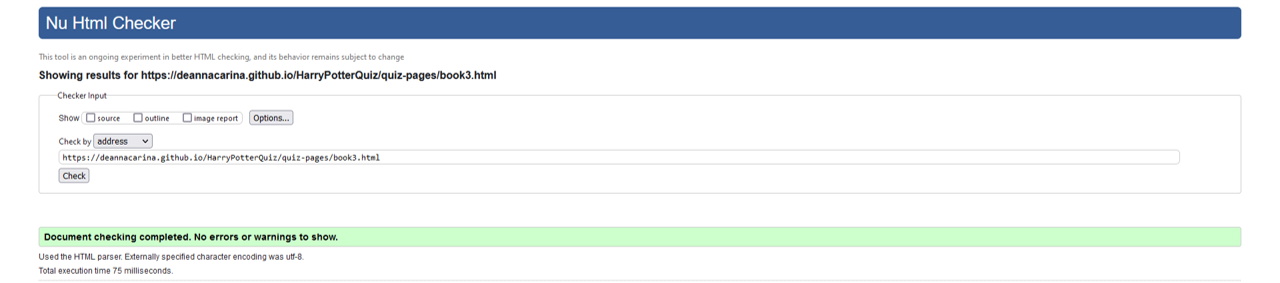 Nu Html Checker
This tool is an ongoing experiment in better HTML checking, and its behavior remains subject to change
Showing results for https://deannacarina.github.io/HarryPotterQuiz/quiz-pages/book3.html
Checker Input
Show source outline image report Options...
Check by address
https://deannacarina.github.io/HarryPotterQuiz/quiz-pages/book3.html
Check
Document checking completed. No errors or warnings to show.
Used the HTML parser. Externally specified character encoding was utf-8.
Total execution time 75 milliseconds.